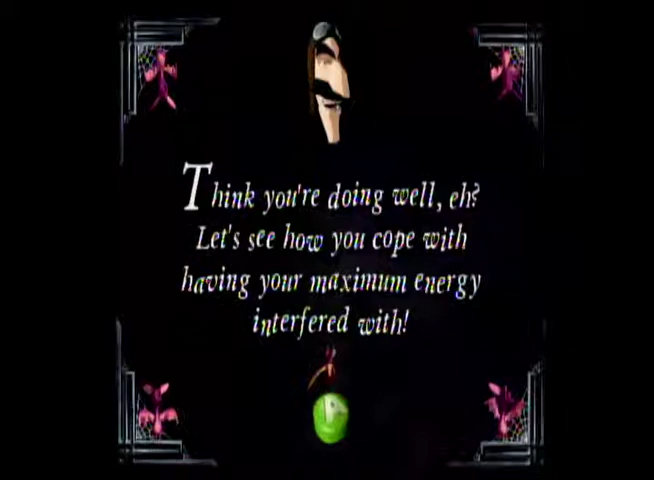 Think you're doing well, eh?
Let's see how you cope with
having your maximum energy
interfered with!